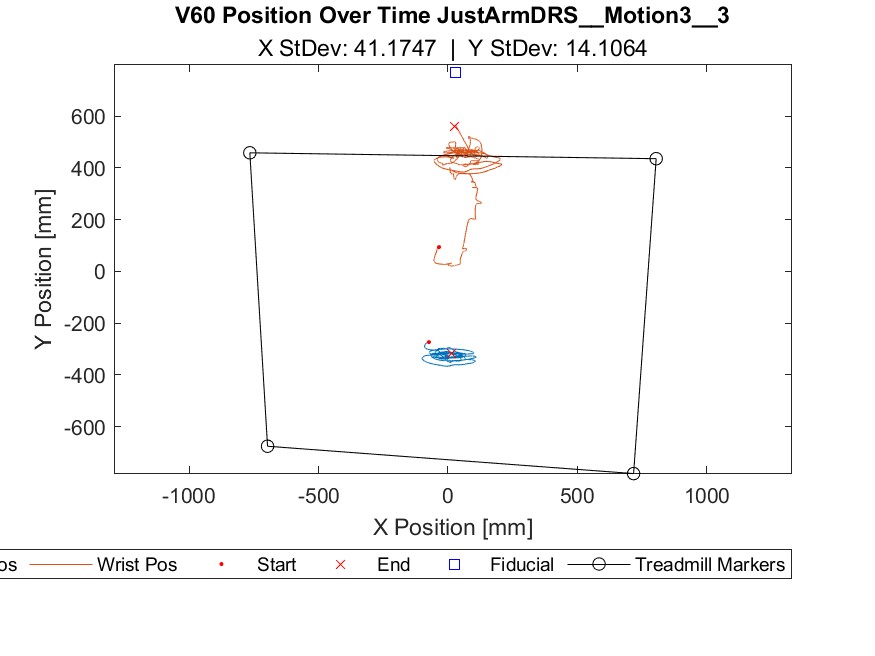 V60 Position Over Time JustArmDRS__Motion3__3
X StDev: 41.1747 | Y StDev: 14.1064
600
400
200
0
-200
-400
-600
Y Position [mm]
-1000 -500 0 500 1000
X Position [mm]
os Wrist Pos Start End Fiducial Treadmill Markers